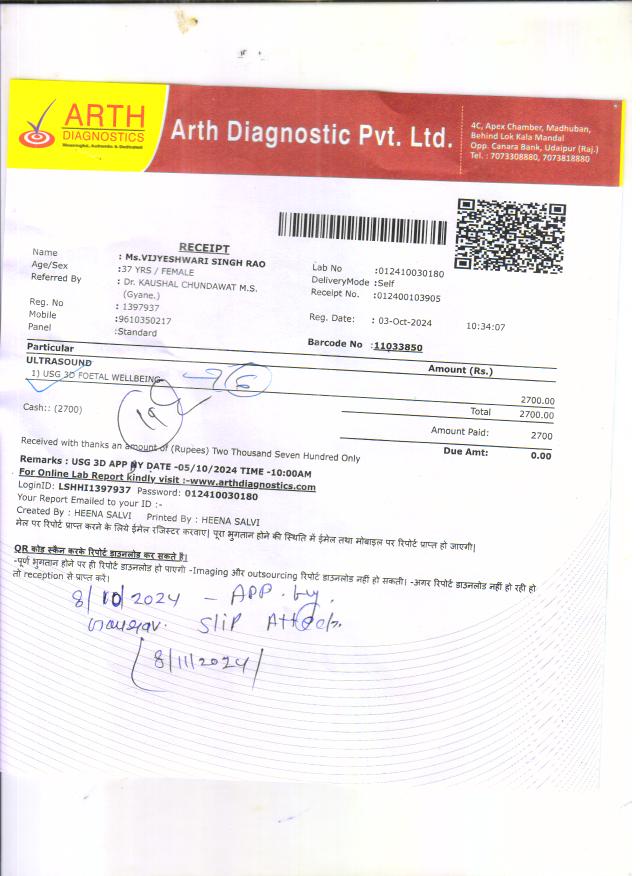 ARTH
DIAGNOSTICS
Meaningful, Authentic & Dedicated
Arth Diagnostic Pvt. Ltd.
4C, Apex Chamber, Madhuban,
Behind Lok Kala Mandal
Opp. Canara Bank, Udaipur (Raj.)
Tel. : 7073308880, 7073818880
RECEIPT
Name : Ms.VIJYESHWARI SINGH RAO
Age/Sex :37 YRS / FEMALE
Referred By : Dr. KAUSHAL CHUNDAWAT M.S.
(Gyane.)
Reg. No : 1397937
Mobile :9610350217
Panel :Standard
Lab No :012410030180
DeliveryMode :Self
Receipt No. :012400103905
Reg. Date: : 03-Oct-2024 10:34:07
Barcode No :11033850
Particular Amount (Rs.)
ULTRASOUND
1) USG 3D FOETAL WELLBEING 2700.00
19
Total 2700.00
Cash:: (2700)
Amount Paid: 2700
Received with thanks an amount of (Rupees) Two Thousand Seven Hundred Only
Due Amt: 0.00
Remarks : USG 3D APP NY DATE -05/10/2024 TIME -10:00AM
For Online Lab Report kindly visit :-www.arthdiagnostics.com
LoginID: LSHHI1397937 Password: 012410030180
Your Report Emailed to your ID :-
Created By : HEENA SALVI Printed By : HEENA SALVI
मेल पर रिपोर्ट प्राप्त करने के लिये ईमेल रजिस्टर करवाए| पूरा भुगतान होने की स्थिति में ईमेल तथा मोबाइल पर रिपोर्ट प्राप्त हो जाएगी|
QR कोड स्कैन करके रिपोर्ट डाउनलोड कर सकते है|
-पूर्ण भुगतान होने पर ही रिपोर्ट डाउनलोड हो पाएगी -Imaging और outsourcing रिपोर्ट डाउनलोड नहीं हो सकती| -अगर रिपोर्ट डाउनलोड नहीं हो रही हो
तो reception से प्राप्त करें|
8/10/2024 - APP. by
Slip Attach.
8/11/2024